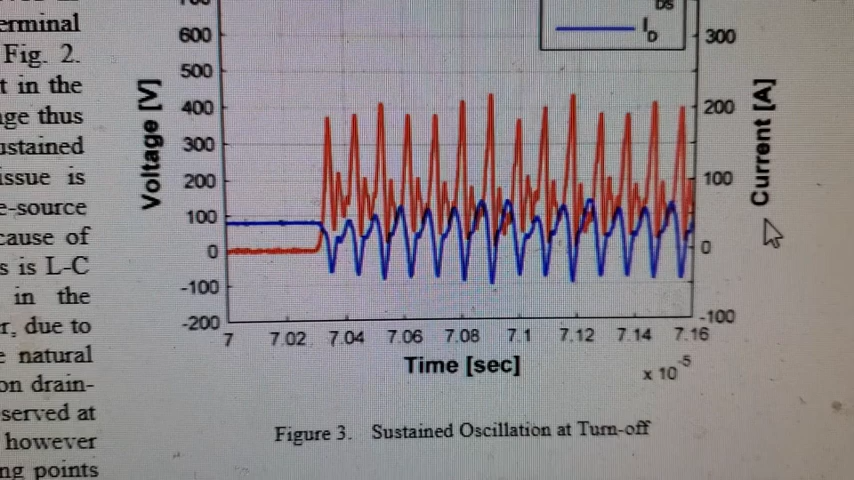 erminal
Fig. 2.
t in the
ge thus
ustained
issue is
e-source
cause of
s is L-C
in the
r, due to
e natural
on drain-
served at
however
ng points
DS
I_D
Voltage [V]
600
500
400
300
200
100
0
-100
-200
300
200
100
0
-100
Current [A]
7 7.02 7.04 7.06 7.08 7.1 7.12 7.14 7.16
Time [sec]
x 10^-5
Figure 3. Sustained Oscillation at Turn-off